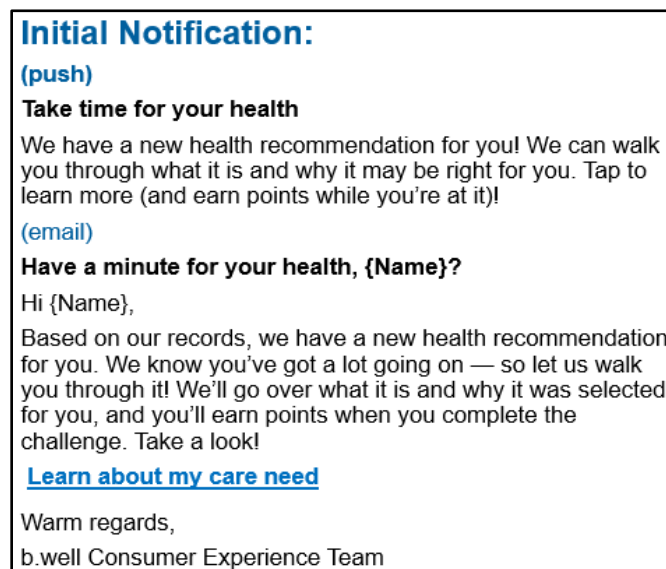 Initial Notification:
(push)
Take time for your health
We have a new health recommendation for you! We can walk
you through what it is and why it may be right for you. Tap to
learn more (and earn points while you’re at it)!
(email)
Have a minute for your health, {Name}?
Hi {Name},
Based on our records, we have a new health recommendation
for you. We know you’ve got a lot going on — so let us walk
you through it! We’ll go over what it is and why it was selected
for you, and you’ll earn points when you complete the
challenge. Take a look!
Learn about my care need
Warm regards,
b.well Consumer Experience Team